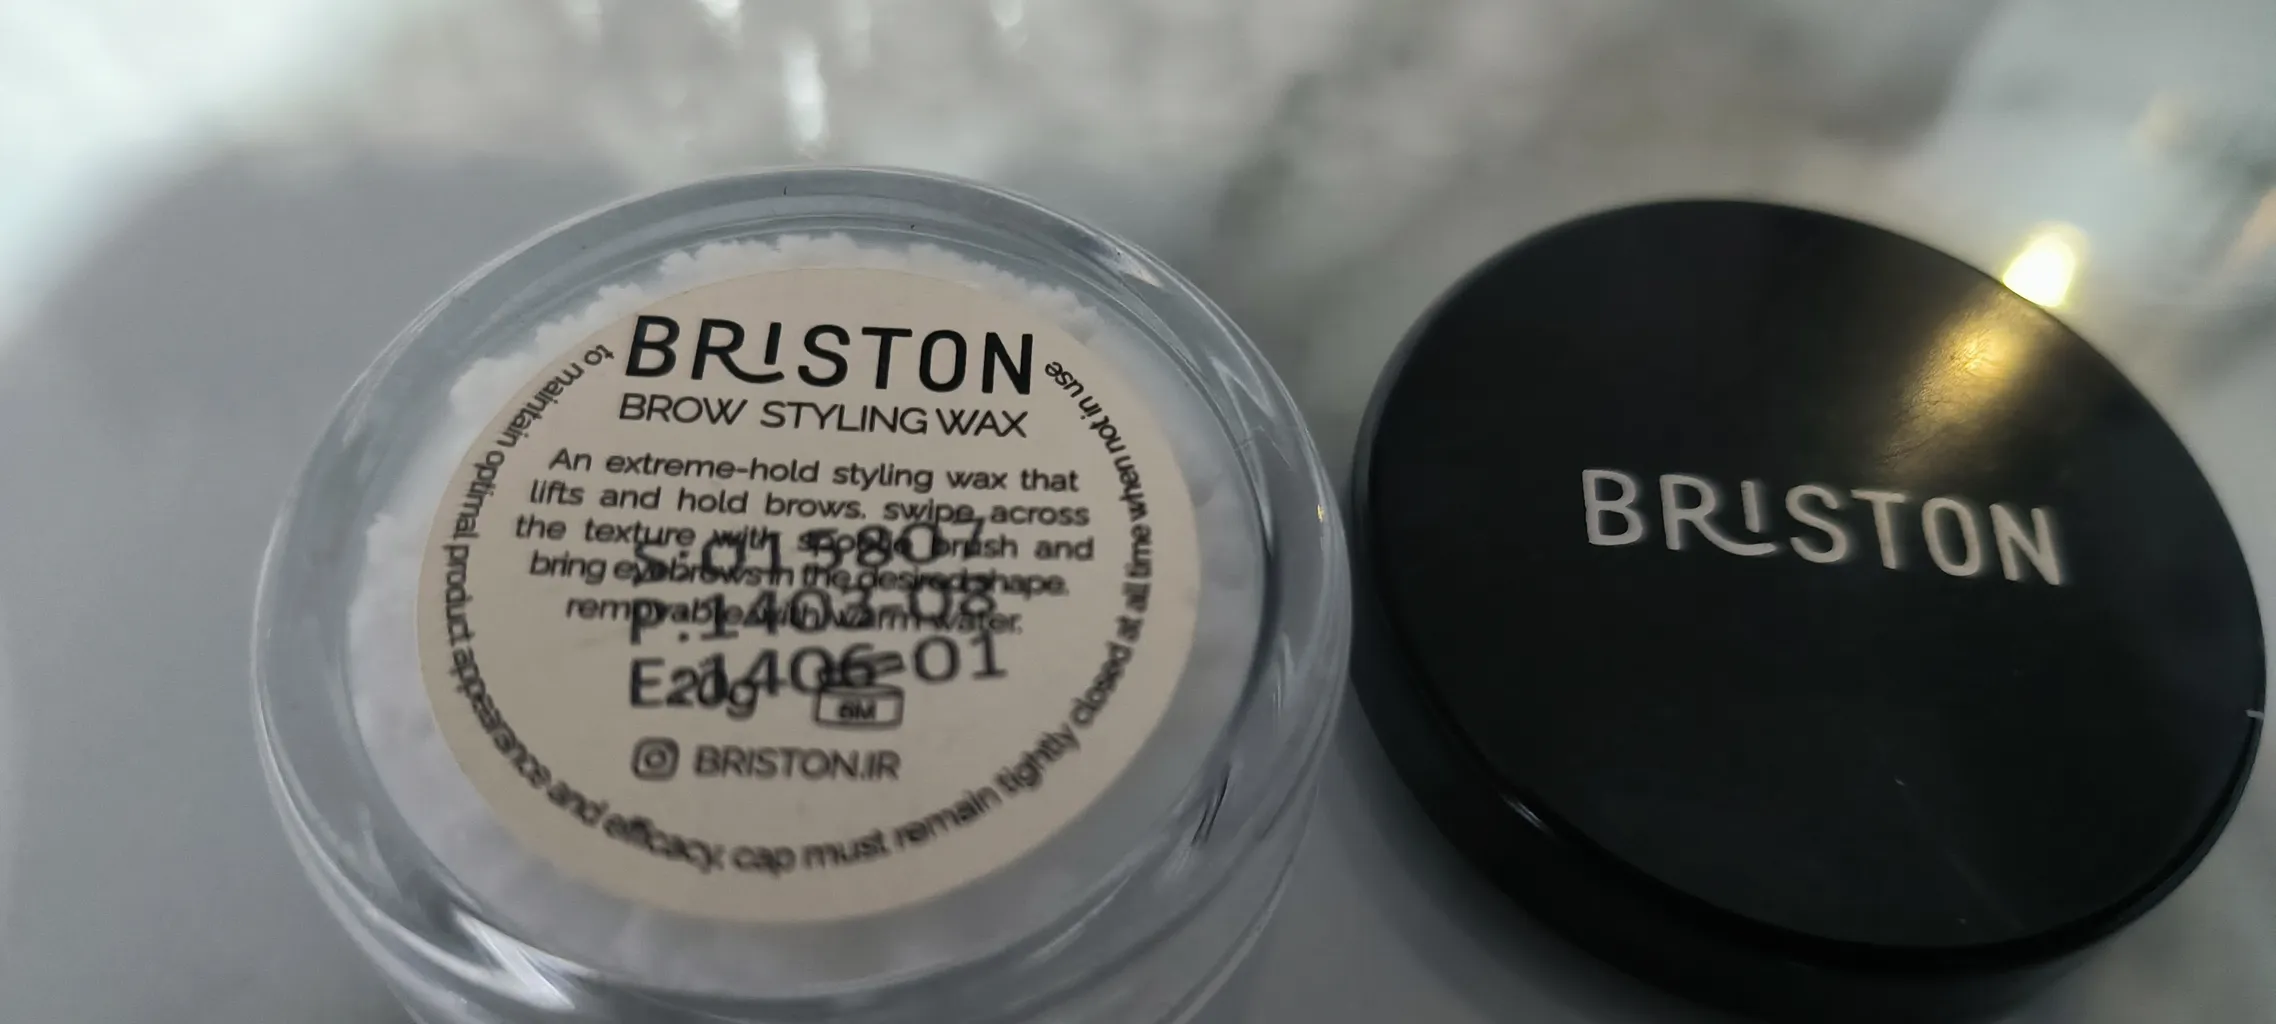 BRISTON
BROW STYLING WAX
An extreme-hold styling wax that
lifts and hold brows. swipe across
the texture with spoolie brush and
bring eyebrows in the desired shape.
removable with warm water.
S:015807
P:1403-08
E:1406-01
20g
6M
BRISTON.IR
to maintain optimal product appearance and efficacy. cap must remain tightly closed at all time when not in use
BRISTON